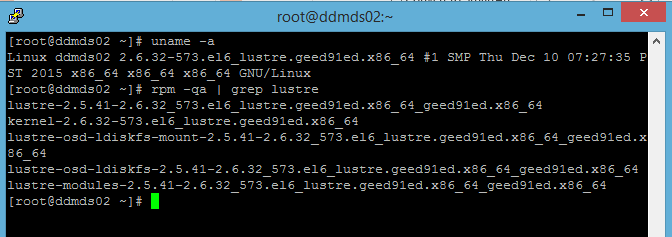 root@ddmds02:~
[root@ddmds02 ~]# uname -a
Linux ddmds02 2.6.32-573.el6_lustre.geed91ed.x86_64 #1 SMP Thu Dec 10 07:27:35 P
ST 2015 x86_64 x86_64 x86_64 GNU/Linux
[root@ddmds02 ~]# rpm -qa | grep lustre
lustre-2.5.41-2.6.32_573.el6_lustre.geed91ed.x86_64_geed91ed.x86_64
kernel-2.6.32-573.el6_lustre.geed91ed.x86_64
lustre-osd-ldiskfs-mount-2.5.41-2.6.32_573.el6_lustre.geed91ed.x86_64_geed91ed.x
86_64
lustre-osd-ldiskfs-2.5.41-2.6.32_573.el6_lustre.geed91ed.x86_64_geed91ed.x86_64
lustre-modules-2.5.41-2.6.32_573.el6_lustre.geed91ed.x86_64_geed91ed.x86_64
[root@ddmds02 ~]#